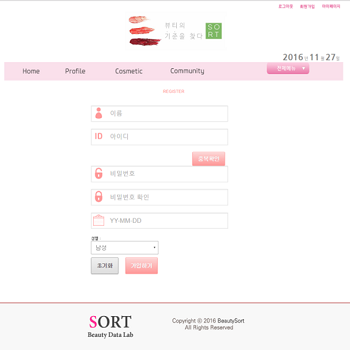 로그아웃 회원가입 마이페이지
뷰티의
기준을 찾다
SO
RT
2016년 11월 27일
Home Profile Cosmetic Community
전체메뉴
REGISTER
이름
ID 아이디
중복확인
비밀번호
비밀번호 확인
YY-MM-DD
성별 :
남성
초기화 가입하기
SORT
Beauty Data Lab
Copyright © 2016 BeautySort
All Rights Reserved